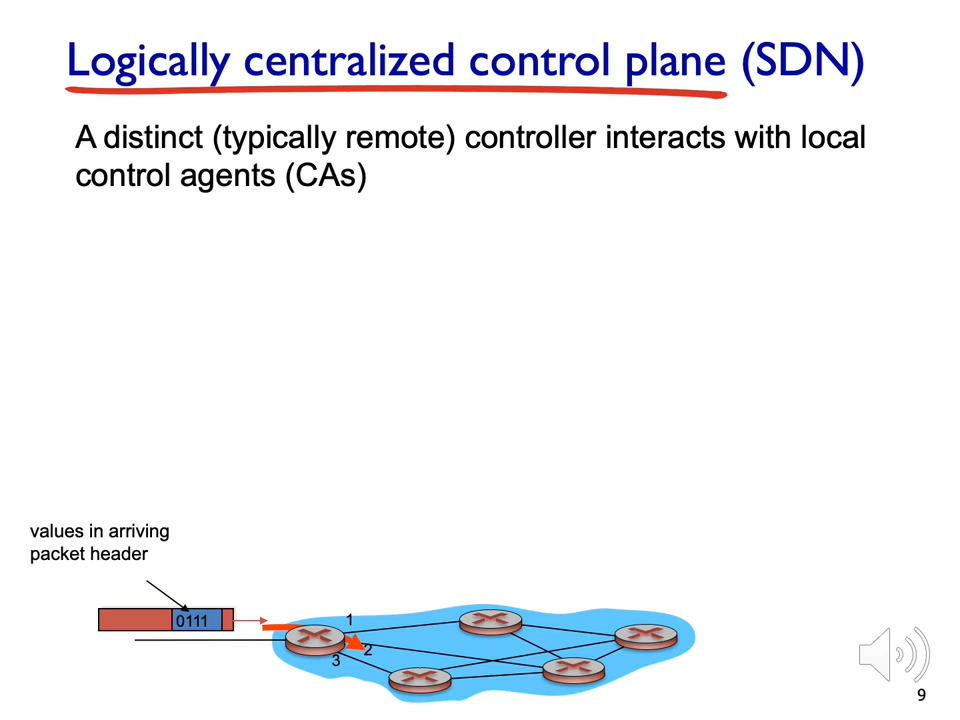 Logically centralized control plane (SDN)
A distinct (typically remote) controller interacts with local
control agents (CAs)
values in arriving
packet header
0111
1
2
3
9